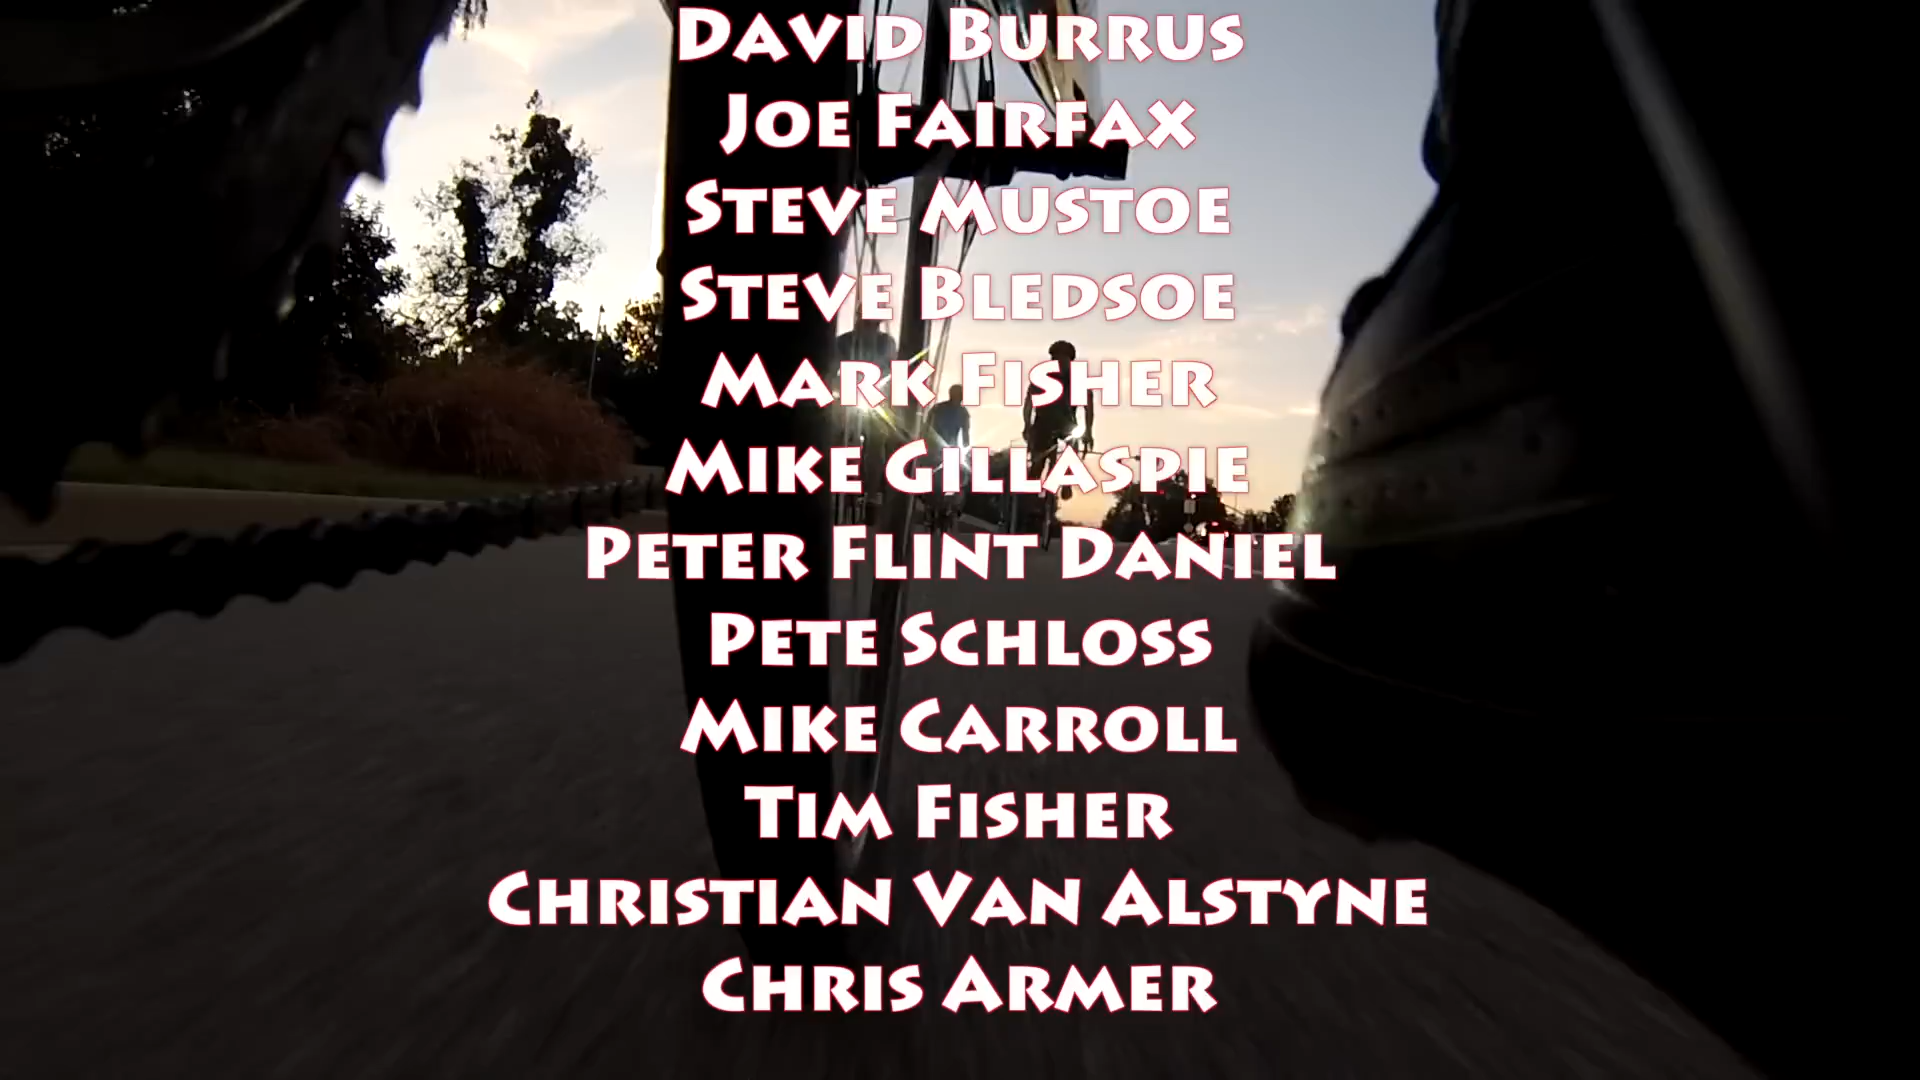 David Burrus
Joe Fairfax
Steve Mustoe
Steve Bledsoe
Mark Fisher
Mike Gillaspie
Peter Flint Daniel
Pete Schloss
Mike Carroll
Tim Fisher
Christian Van Alstyne
Chris Armer